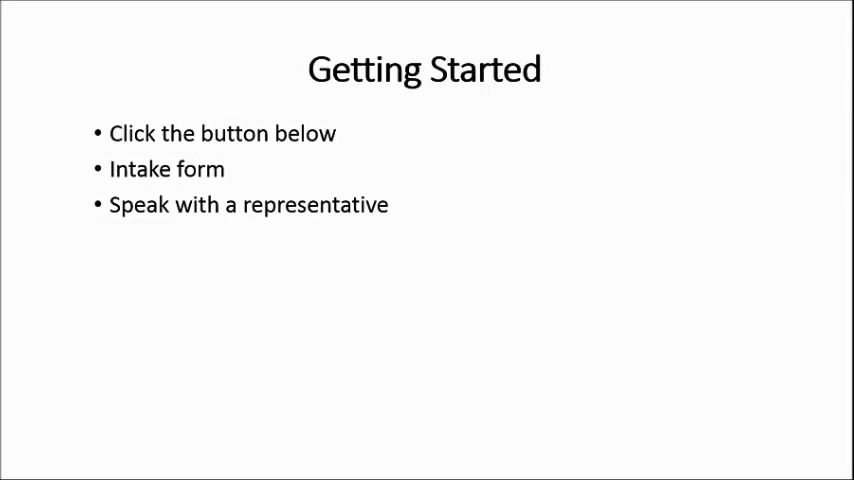 Getting Started
• Click the button below
• Intake form
• Speak with a representative